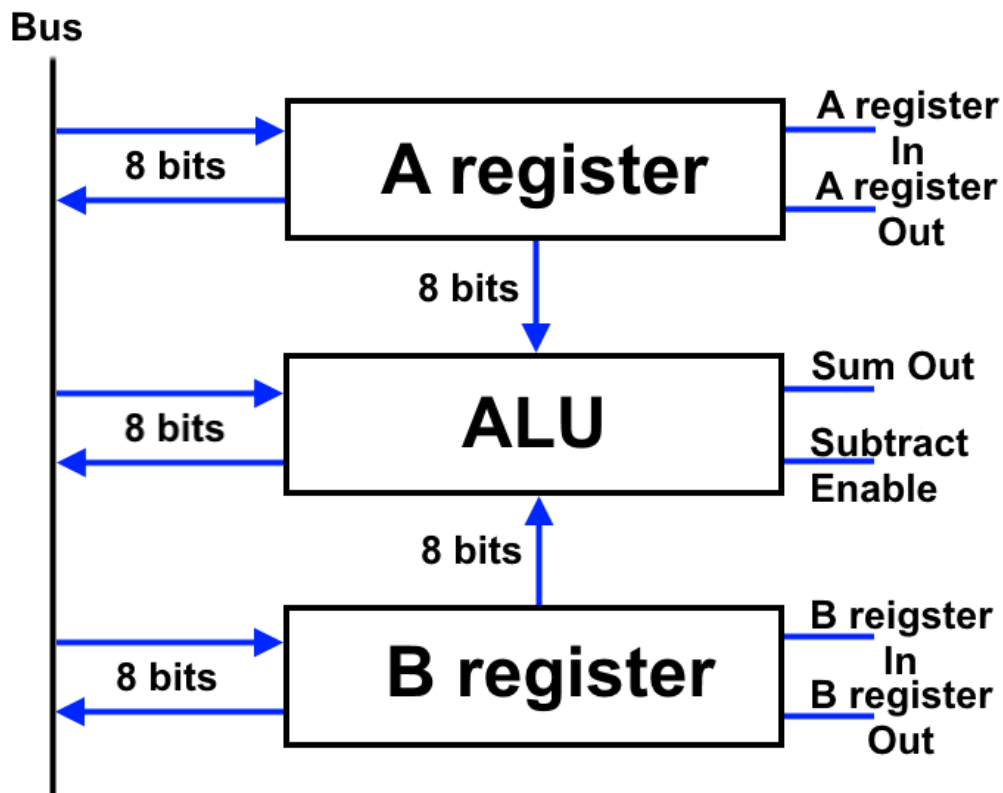 Bus
A register
In
A register
Out
8 bits
A register
8 bits
Sum Out
Subtract
Enable
8 bits
ALU
8 bits
B reigster
In
B register
Out
8 bits
B register